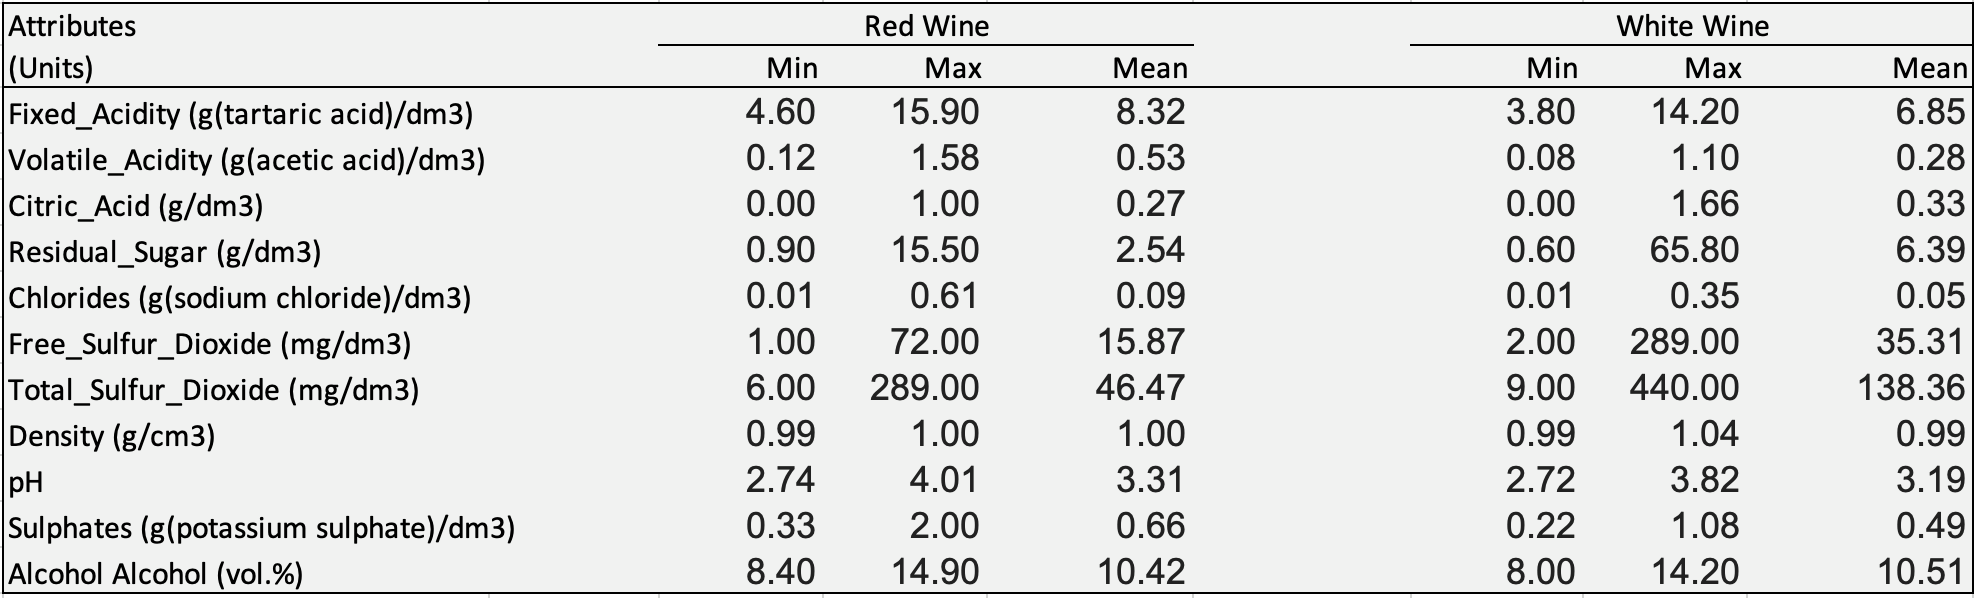 Attributes Red Wine White Wine
(Units) Min Max Mean Min Max Mean
Fixed_Acidity (g(tartaric acid)/dm3) 4.60 15.90 8.32 3.80 14.20 6.85
Volatile_Acidity (g(acetic acid)/dm3) 0.12 1.58 0.53 0.08 1.10 0.28
Citric_Acid (g/dm3) 0.00 1.00 0.27 0.00 1.66 0.33
Residual_Sugar (g/dm3) 0.90 15.50 2.54 0.60 65.80 6.39
Chlorides (g(sodium chloride)/dm3) 0.01 0.61 0.09 0.01 0.35 0.05
Free_Sulfur_Dioxide (mg/dm3) 1.00 72.00 15.87 2.00 289.00 35.31
Total_Sulfur_Dioxide (mg/dm3) 6.00 289.00 46.47 9.00 440.00 138.36
Density (g/cm3) 0.99 1.00 1.00 0.99 1.04 0.99
pH 2.74 4.01 3.31 2.72 3.82 3.19
Sulphates (g(potassium sulphate)/dm3) 0.33 2.00 0.66 0.22 1.08 0.49
Alcohol Alcohol (vol.%) 8.40 14.90 10.42 8.00 14.20 10.51